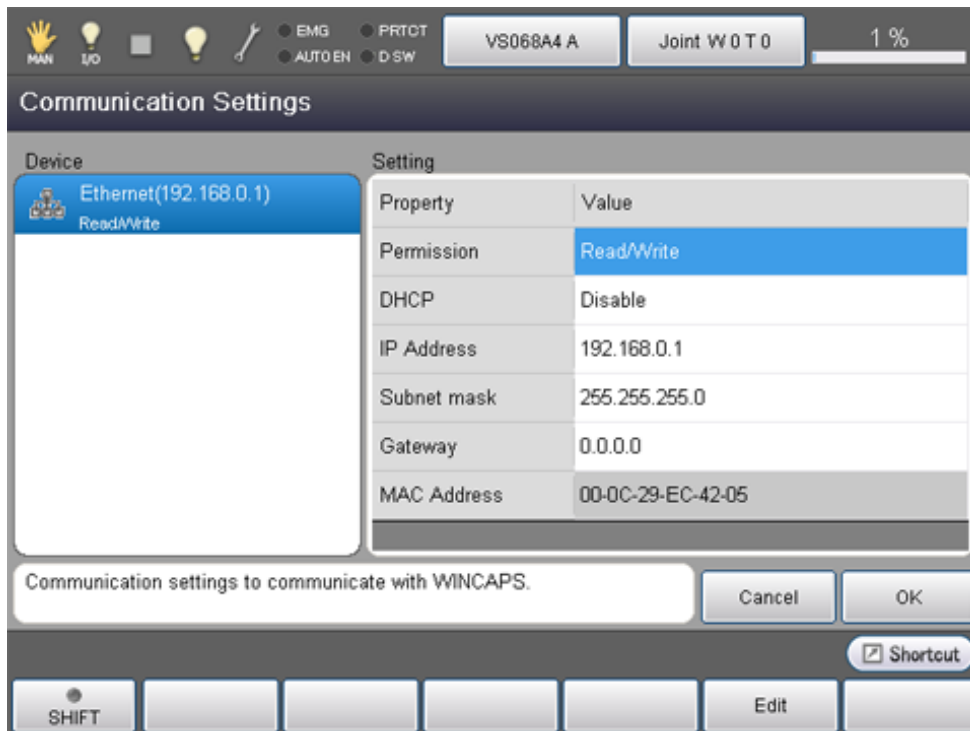 MAN I/O EMG PRTCT VS068A4 A Joint W 0 T 0 1 %
AUTO EN D SW
Communication Settings
Device Setting
Ethernet(192.168.0.1)
Read/Write
Property Value
Permission Read/Write
DHCP Disable
IP Address 192.168.0.1
Subnet mask 255.255.255.0
Gateway 0.0.0.0
MAC Address 00-0C-29-EC-42-05
Communication settings to communicate with WINCAPS.
Cancel OK
Shortcut
SHIFT Edit